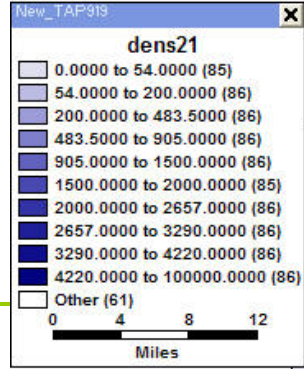 New_TAP919
dens21
0.0000 to 54.0000 (85)
54.0000 to 200.0000 (86)
200.0000 to 483.5000 (86)
483.5000 to 905.0000 (86)
905.0000 to 1500.0000 (86)
1500.0000 to 2000.0000 (85)
2000.0000 to 2657.0000 (86)
2657.0000 to 3290.0000 (86)
3290.0000 to 4220.0000 (86)
4220.0000 to 100000.0000 (86)
Other (61)
0 4 8 12
Miles